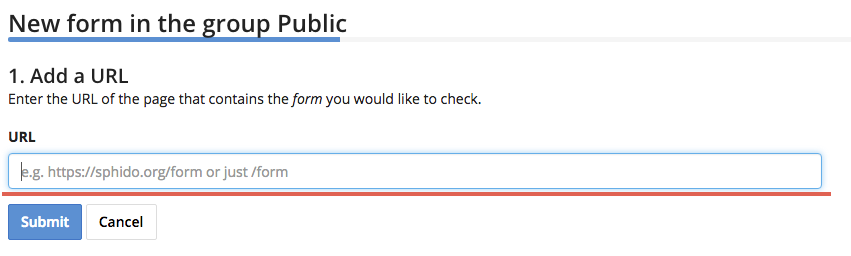 New form in the group Public
1. Add a URL
Enter the URL of the page that contains the form you would like to check.
URL
e.g. https://sphido.org/form or just /form
Submit Cancel